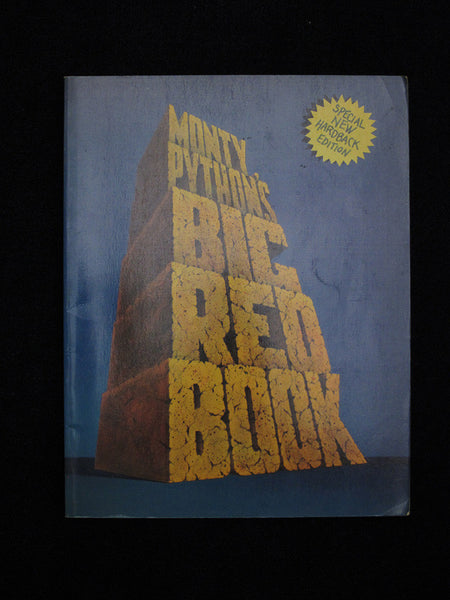 MONTY
PYTHON'S
BIG
RED
BOOK
SPECIAL
NEW
HARDBACK
EDITION